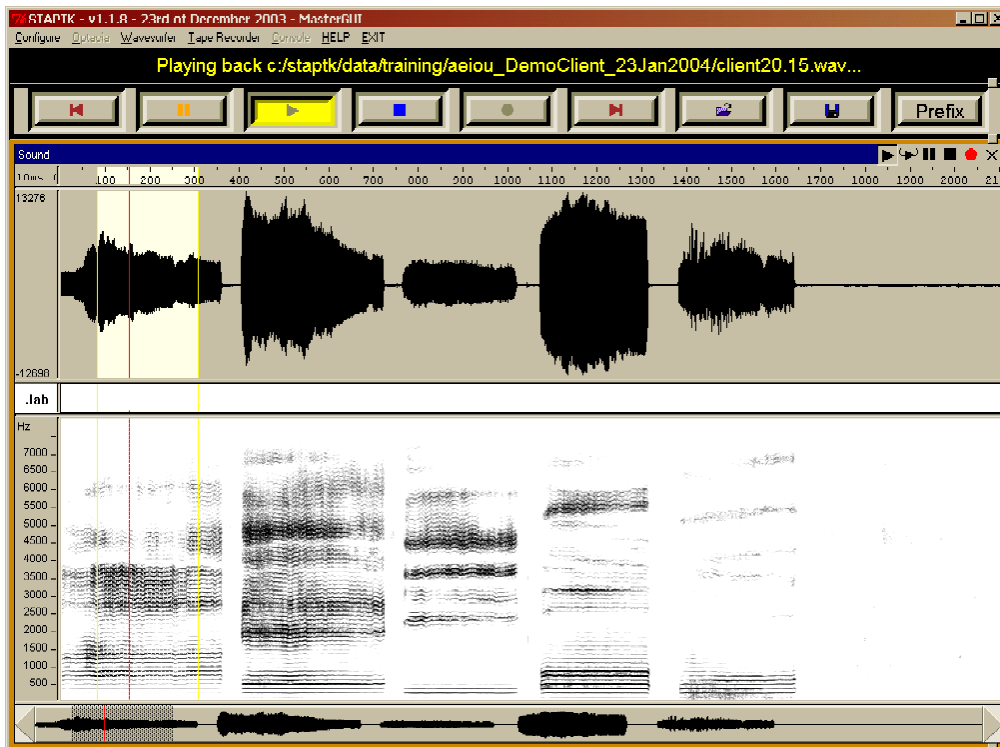 STAPTK - v1.1.8 - 23rd of December 2003 - MasterGUI
Configure Optacia Wavesurfer Tape Recorder Console HELP EXIT
Playing back c:/staptk/data/training/aeiou_DemoClient_23Jan2004/client20.15.wav...
Prefix
Sound
10ms 100 200 300 400 500 600 700 800 900 1000 1100 1200 1300 1400 1500 1600 1700 1800 1900 2000
13276
-12698
.lab
Hz
7000
6500
6000
5500
5000
4500
4000
3500
3000
2500
2000
1500
1000
500